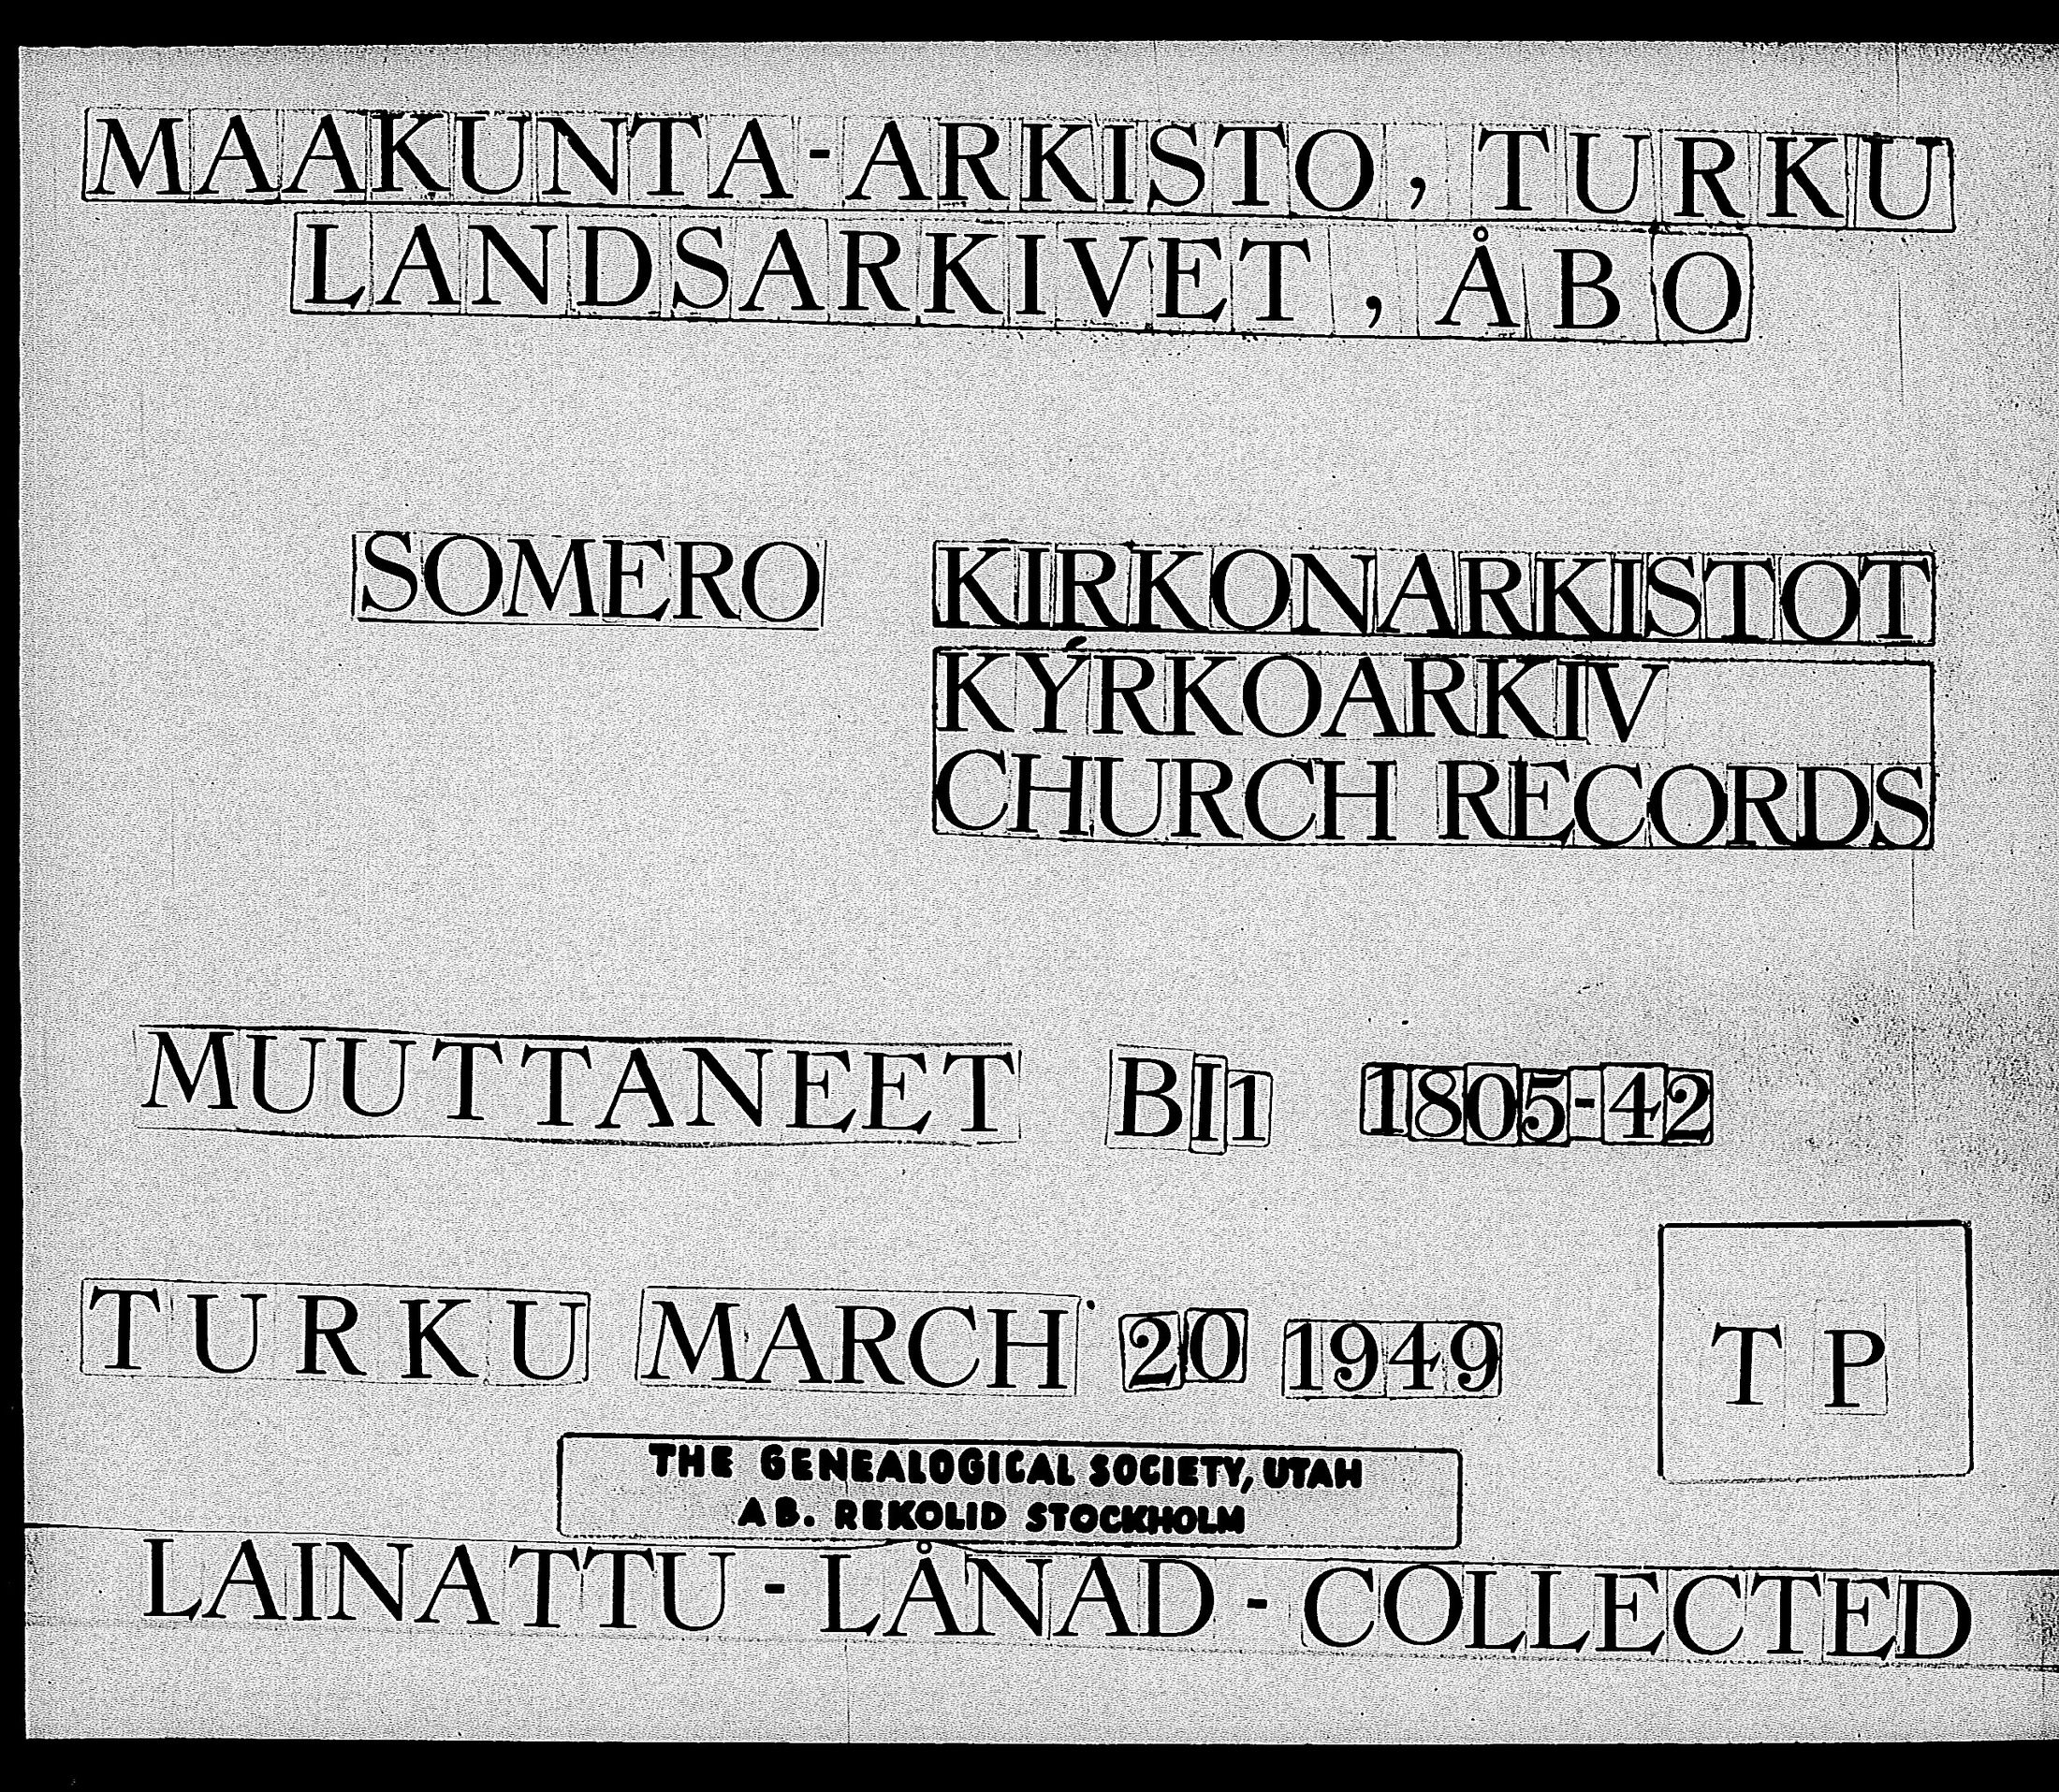 MAAKUNTA-ARKISTO, TURKU
LANDSARKIVET, ÅBO
SOMERO KIRKONARKISTOT
KYRKOARKIV
CHURCH RECORDS
MUUTTANEET BI1 1805-42
TURKU MARCH 20 1949
T P
THE GENEALOGICAL SOCIETY, UTAH
AB. REKOLID STOCKHOLM
LAINATTU - LÅNAD - COLLECTED